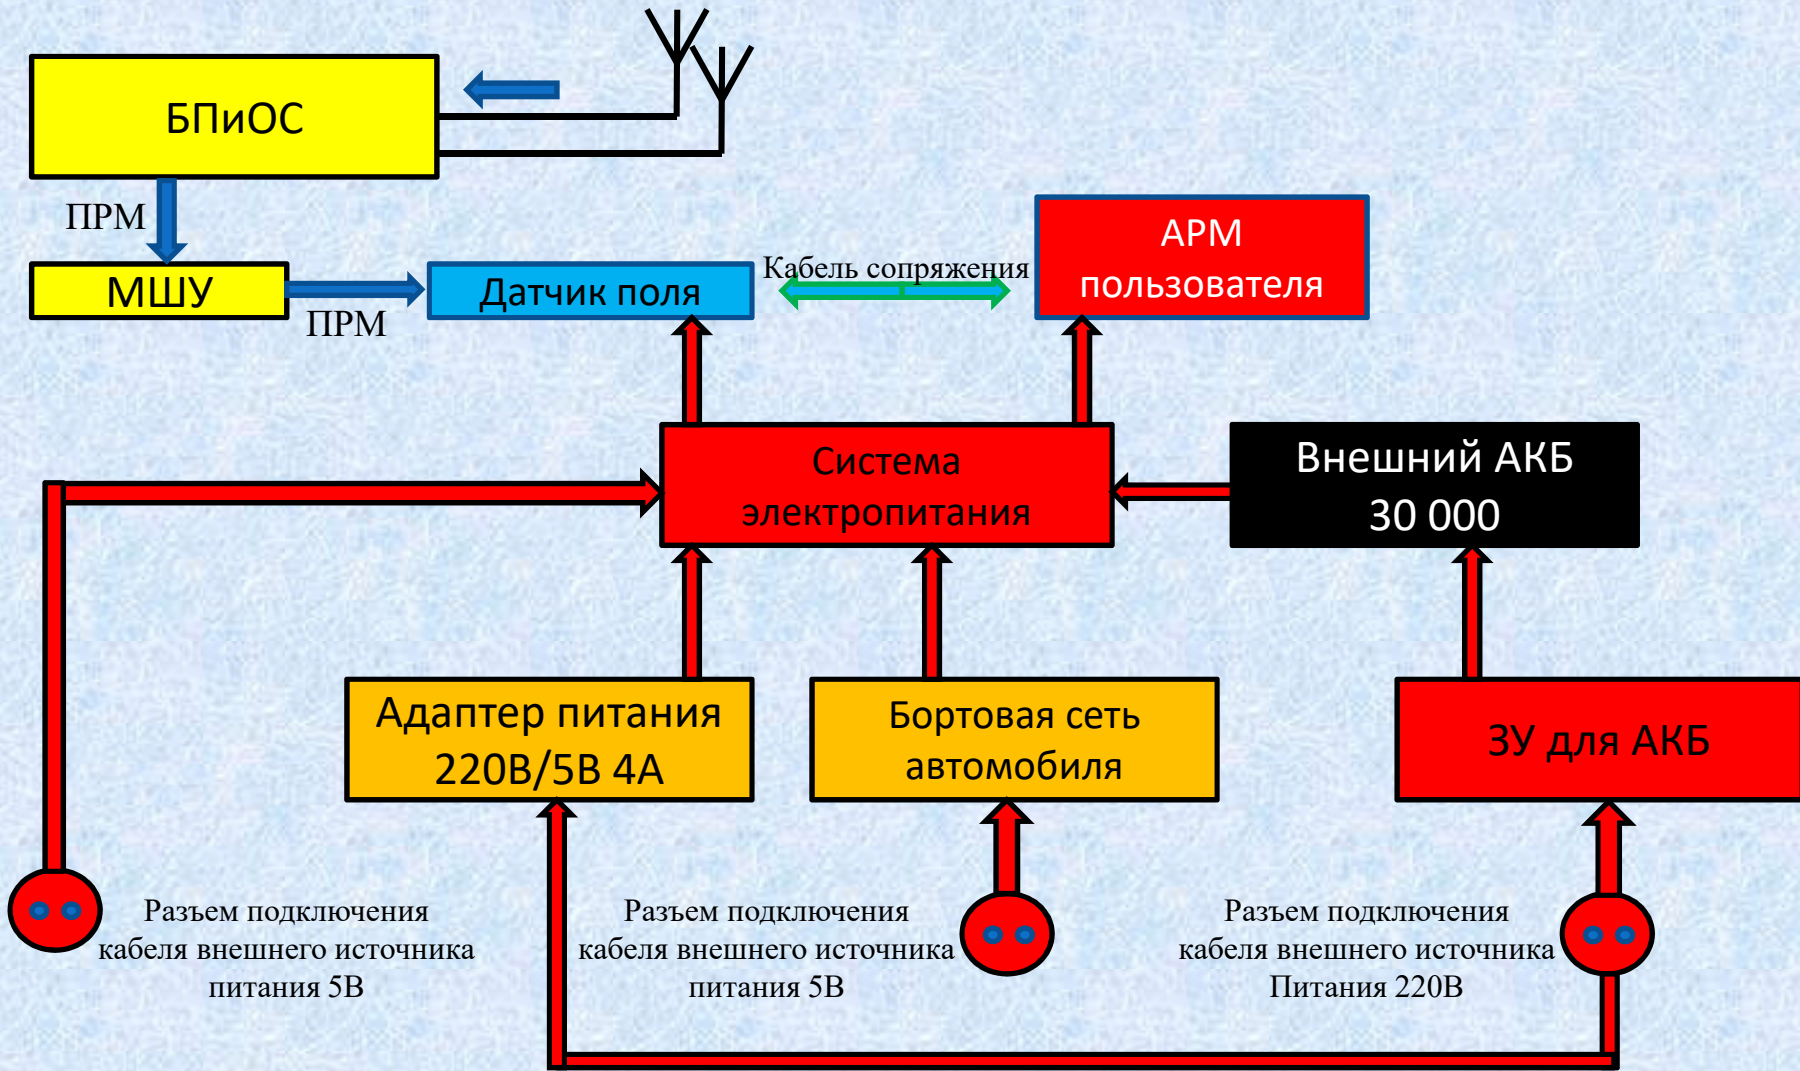 БПиОС
ПРМ
МШУ
ПРМ
Датчик поля
Кабель сопряжения
АРМ
пользователя
Система
электропитания
Внешний АКБ
30 000
Адаптер питания
220В/5В 4А
Бортовая сеть
автомобиля
ЗУ для АКБ
Разъем подключения
кабеля внешнего источника
питания 5В
Разъем подключения
кабеля внешнего источника
питания 5В
Разъем подключения
кабеля внешнего источника
Питания 220В